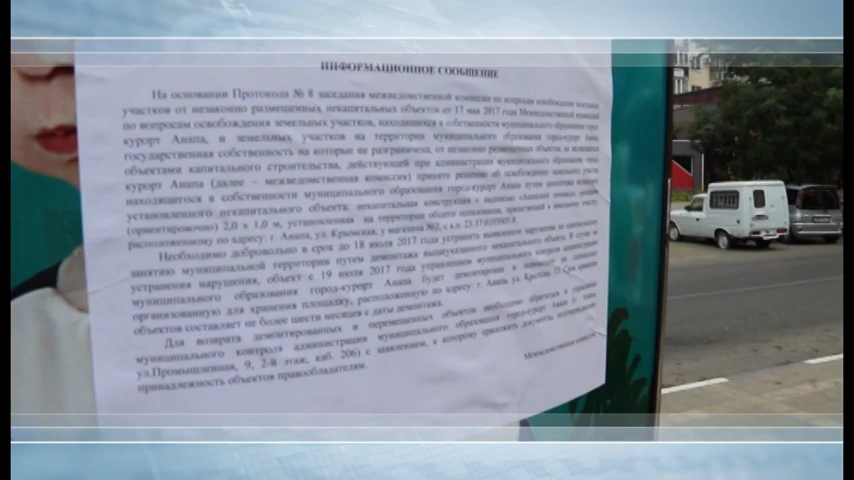 ИНФОРМАЦИОННОЕ СООБЩЕНИЕ
На основании Протокола № 8 заседания межведомственной комиссии по вопросам освобождения земельных
участков от незаконно размещенных некапитальных объектов от 17 мая 2017 года Межведомственной комиссией
по вопросам освобождения земельных участков, находящихся в собственности муниципального образования город-
курорт Анапа, и земельных участков на территории муниципального образования город-курорт Анапа,
государственная собственность на которые не разграничена, от незаконно размещенных объектов, не являющихся
объектами капитального строительства, действующей при администрации муниципального образования город-
курорт Анапа (далее – межведомственная комиссия) принято решение об освобождении земельного участка,
находящегося в собственности муниципального образования город-курорт Анапа путем демонтажа
установленного некапитального объекта: некапитальная конструкция с надписью
(ориентировочно) 2,0 х 1,0 м, установленная на территории общего пользования, прилегающей к земельному участку,
расположенному по адресу: г. Анапа, ул. Крымская, у магазина №2, с к.н.
Необходимо добровольно в срок до 18 июля 2017 года устранить выявленное нарушение по
занятию муниципальной территории путем демонтажа вышеуказанного некапитального объекта. В случае не
устранения нарушения, объект с 19 июля 2017 года управлением муниципального контроля администрации
муниципального образования город-курорт Анапа будет демонтирован и перемещен на специально
организованную для хранения площадку, расположенную по адресу: г. Анапа, ул. Крылова, Срок хранения
объектов составляет не более шести месяцев с даты демонтажа.
Для возврата демонтированных и перемещенных объектов необходимо обратиться в управление
муниципального контроля администрации муниципального образования город-курорт Анапа (г. Анапа,
ул.Промышленная, 9, 2-й этаж, каб. 206) с заявлением, к которому приложить документы, подтверждающие
принадлежность объектов правообладателям.
Межведомственная комиссия